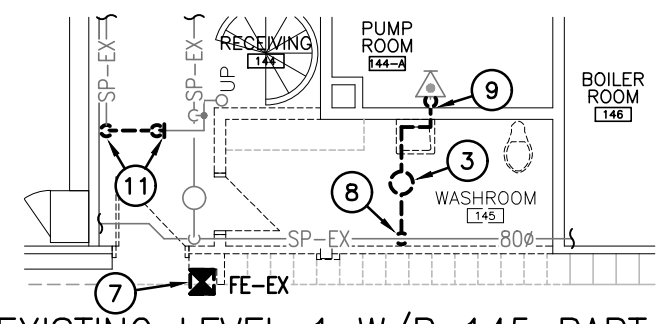 RECEIVING
144
PUMP
ROOM
144-A
BOILER
ROOM
146
SP-EX
SP-EX
UP
9
3
11
8
WASHROOM
145
SP-EX
80ø
7
FE-EX
EXISTING LEVEL 1 W/R 145 PART